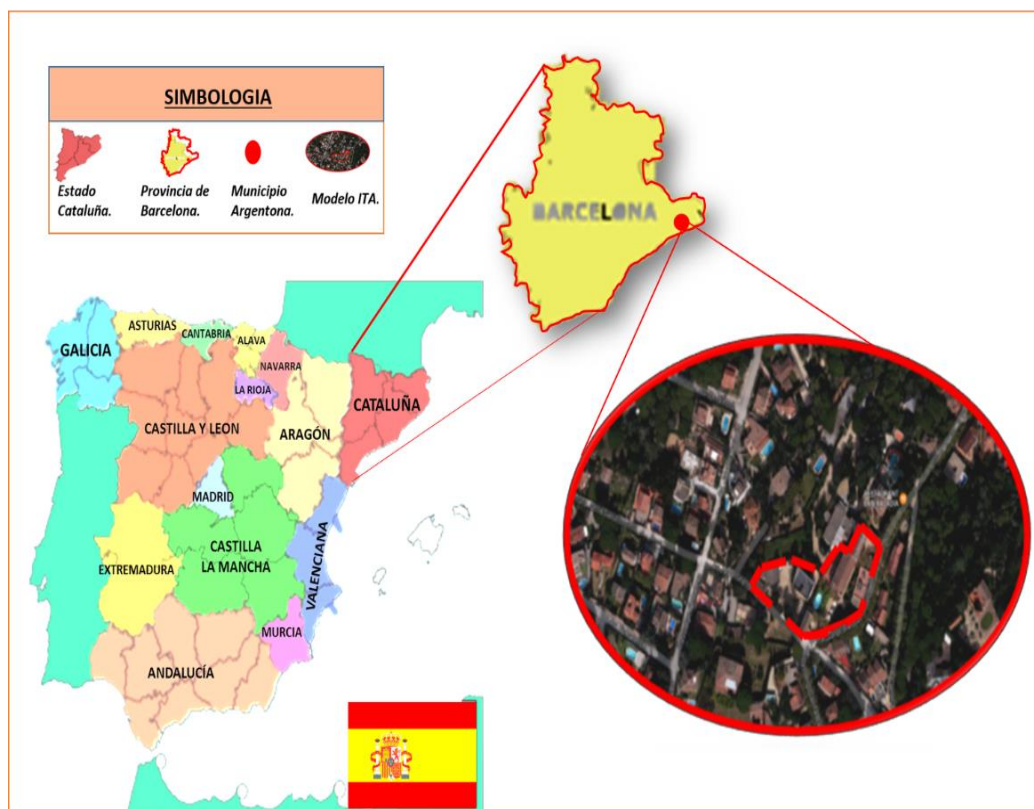 SIMBOLOGIA
Estado
Cataluña.
Provincia de
Barcelona.
Municipio
Argentona.
Modelo ITA.
BARCELONA
GALICIA
ASTURIAS
CANTABRIA
ALAVA
NAVARRA
LA RIOJA
CASTILLA Y LEON
ARAGÓN
CATALUÑA
MADRID
CASTILLA
LA MANCHA
EXTREMADURA
VALENCIANA
MURCIA
ANDALUCÍA